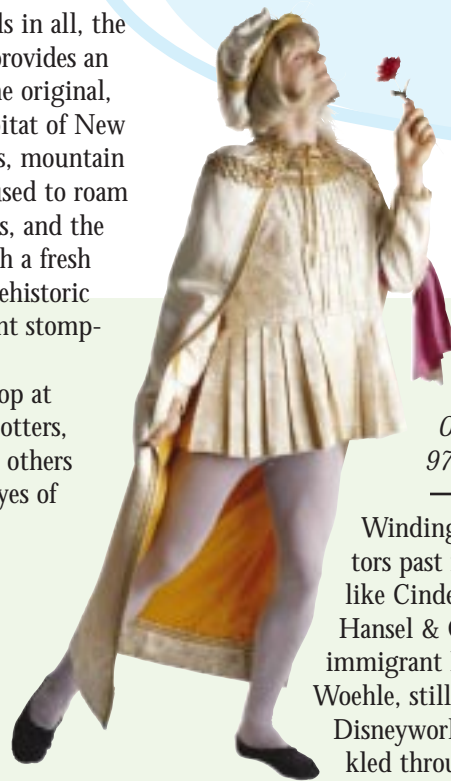 ls in all, the
provides an
he original,
bitat of New
s, mountain
used to roam
s, and the
h a fresh
ehistoric
nt stomp-
op at
otters,
others
yes of
O
97
Winding
tors past
like Cinde
Hansel & G
immigrant
Woehle, still
Disneyworl
kled throu